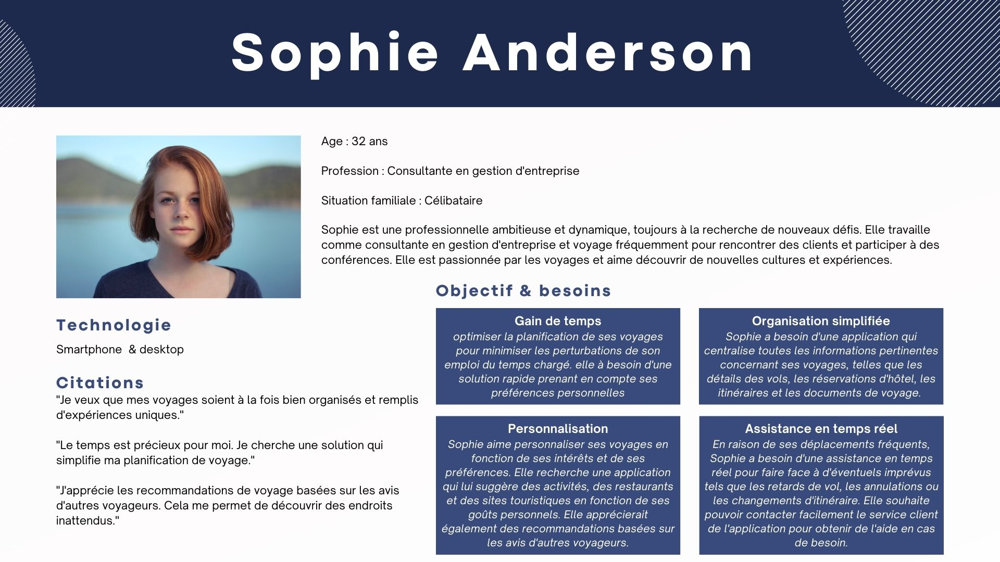 Sophie Anderson
Age : 32 ans
Profession : Consultante en gestion d'entreprise
Situation familiale : Célibataire
Sophie est une professionnelle ambitieuse et dynamique, toujours à la recherche de nouveaux défis. Elle travaille
comme consultante en gestion d'entreprise et voyage fréquemment pour rencontrer des clients et participer à des
conférences. Elle est passionnée par les voyages et aime découvrir de nouvelles cultures et expériences.
Technologie
Smartphone  & desktop
Citations
"Je veux que mes voyages soient à la fois bien organisés et remplis
d'expériences uniques."
"Le temps est précieux pour moi. Je cherche une solution qui
simplifie ma planification de voyage."
"J'apprécie les recommandations de voyage basées sur les avis
d'autres voyageurs. Cela me permet de découvrir des endroits
inattendus."
Objectif & besoins
Gain de temps
optimiser la planification de ses voyages
pour minimiser les perturbations de son
emploi du temps chargé. elle à besoin d'une
solution rapide prenant en compte ses
préférences personnelles
Organisation simplifiée
Sophie a besoin d'une application qui
centralise toutes les informations pertinentes
concernant ses voyages, telles que les
détails des vols, les réservations d'hôtel, les
itinéraires et les documents de voyage.
Personnalisation
Sophie aime personnaliser ses voyages en
fonction de ses intérêts et de ses
préférences. Elle recherche une application
qui lui suggère des activités, des restaurants
et des sites touristiques en fonction de ses
goûts personnels. Elle apprécierait
également des recommandations basées sur
les avis d'autres voyageurs.
Assistance en temps réel
En raison de ses déplacements fréquents,
Sophie a besoin d'une assistance en temps
réel pour faire face à d'éventuels imprévus
tels que les retards de vol, les annulations ou
les changements d'itinéraire. Elle souhaite
pouvoir contacter facilement le service client
de l'application pour obtenir de l'aide en cas
de besoin.